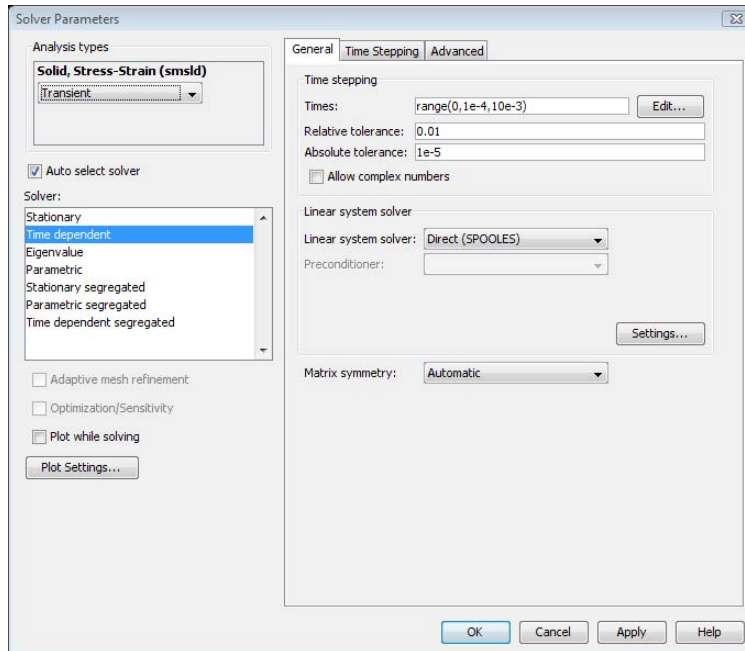 Solver Parameters
Analysis types
Solid, Stress-Strain (smsld)
Transient
Auto select solver
Solver:
Stationary
Time dependent
Eigenvalue
Parametric
Stationary segregated
Parametric segregated
Time dependent segregated
Adaptive mesh refinement
Optimization/Sensitivity
Plot while solving
Plot Settings...
General Time Stepping Advanced
Time stepping
Times: range(0,1e-4,10e-3) Edit...
Relative tolerance: 0.01
Absolute tolerance: 1e-5
Allow complex numbers
Linear system solver
Linear system solver: Direct (SPOOLES)
Preconditioner:
Settings...
Matrix symmetry: Automatic
OK Cancel Apply Help